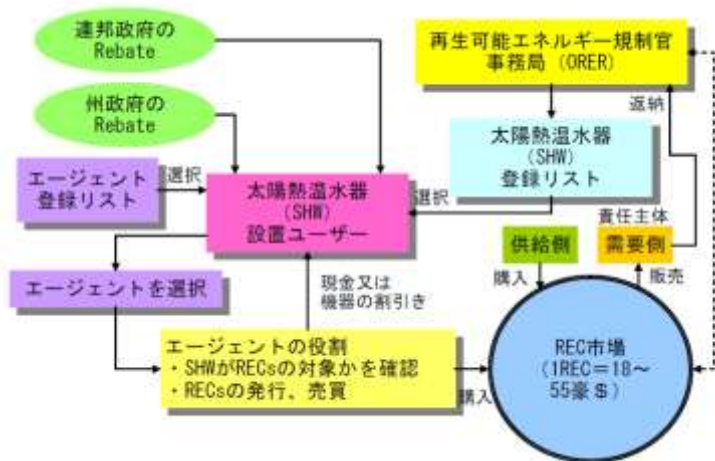 連邦政府の
Rebate
州政府の
Rebate
再生可能エネルギー規制官
事務局（ORER）
返納
太陽熱温水器
(SHW)
登録リスト
エージェント
登録リスト
選択
太陽熱温水器
(SHW)
設置ユーザー
選択
責任主体
供給側
需要側
エージェントを選択
現金又は
機器の割引き
購入
販売
エージェントの役割
・SHWがRECsの対象かを確認
・RECsの発行、売買
購入
REC市場
(1REC＝18～
55豪＄)